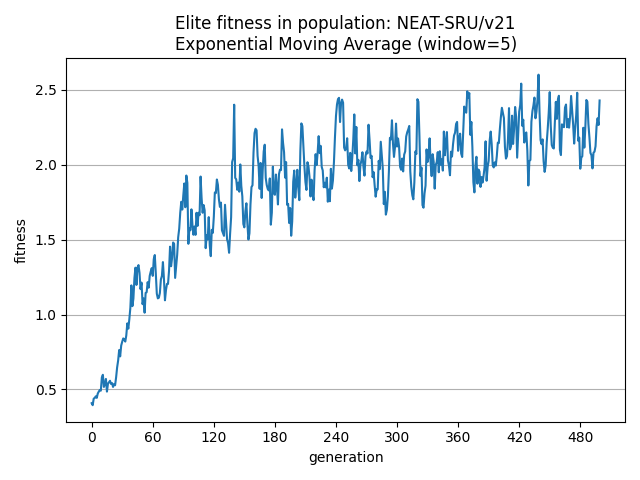 Elite fitness in population: NEAT-SRU/v21
Exponential Moving Average (window=5)
fitness
2.5
2.0
1.5
1.0
0.5
0 60 120 180 240 300 360 420 480
generation